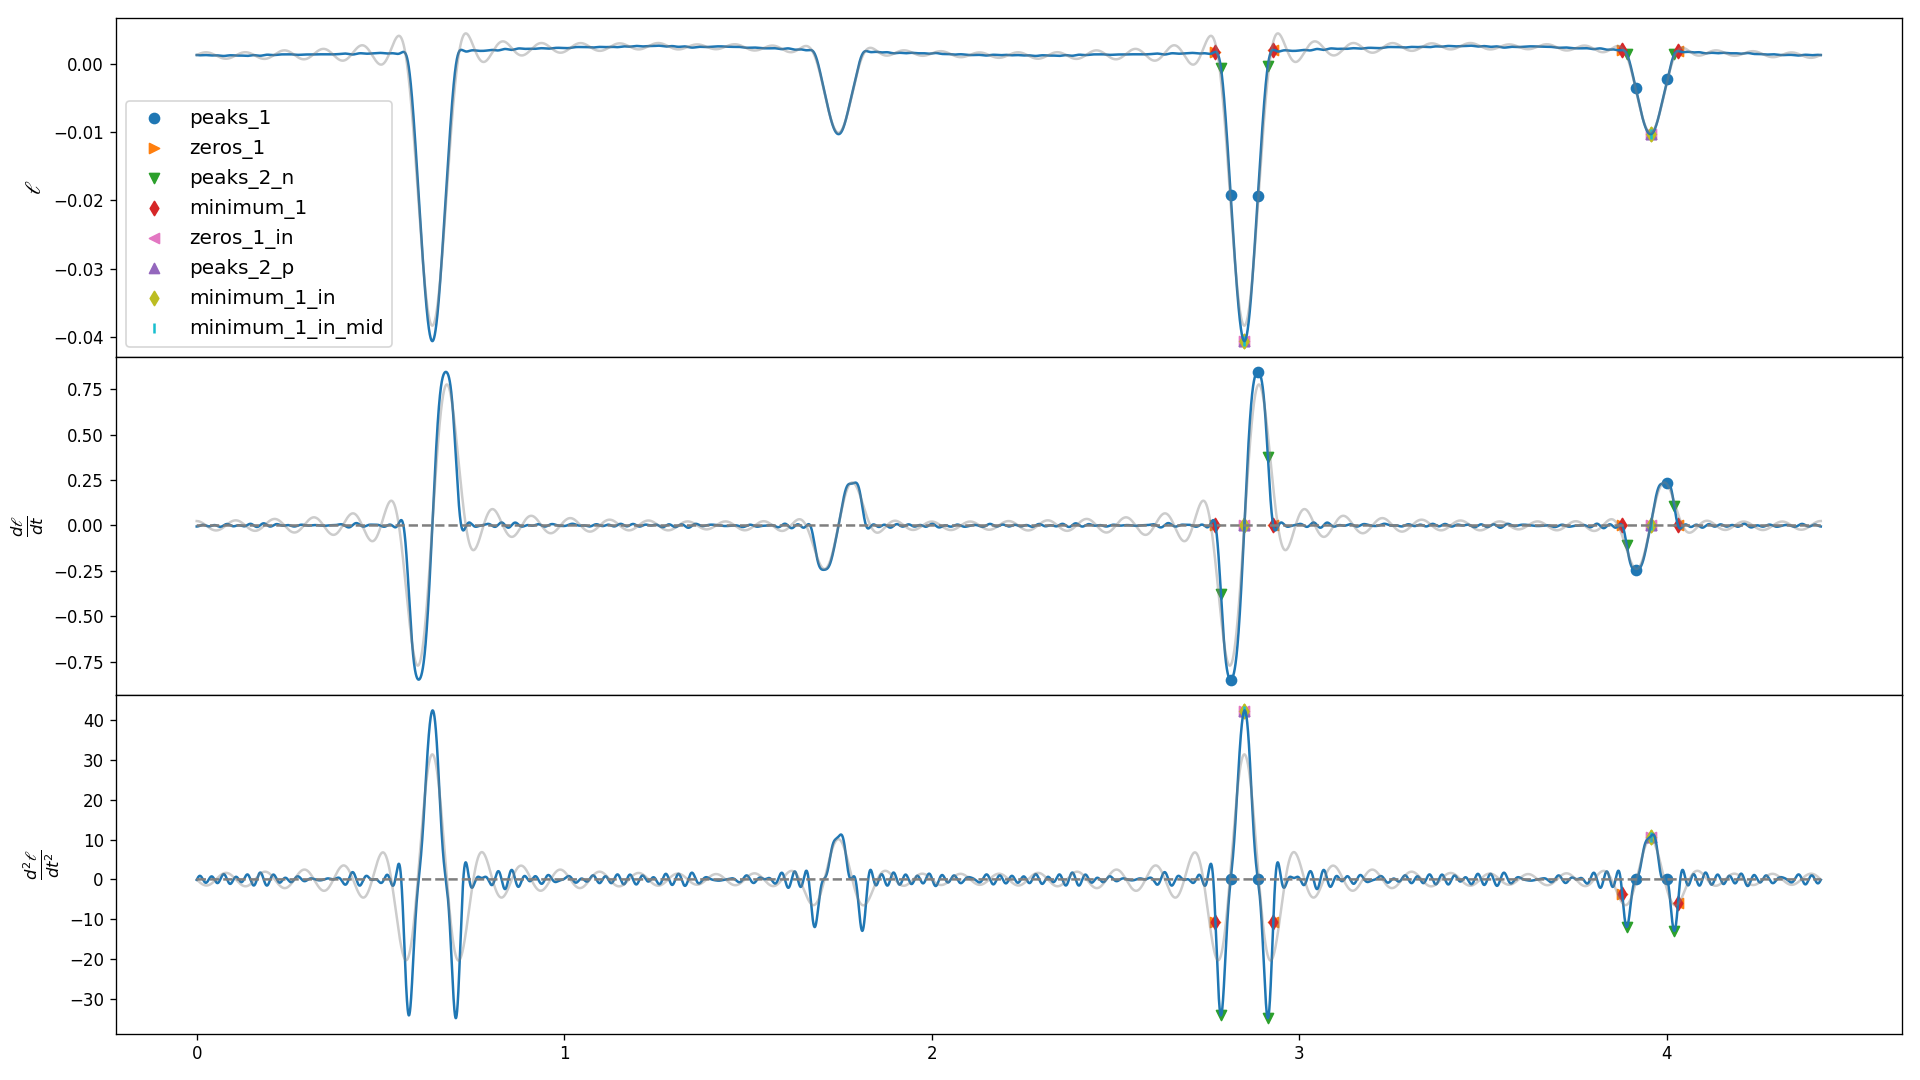 0.00
−0.01
−0.02
−0.03
−0.04
ℓ
peaks_1
zeros_1
peaks_2_n
minimum_1
zeros_1_in
peaks_2_p
minimum_1_in
minimum_1_in_mid
0.75
0.50
0.25
0.00
−0.25
−0.50
−0.75
dℓ
dt
40
30
20
10
0
−10
−20
−30
d²ℓ
dt²
0 1 2 3 4